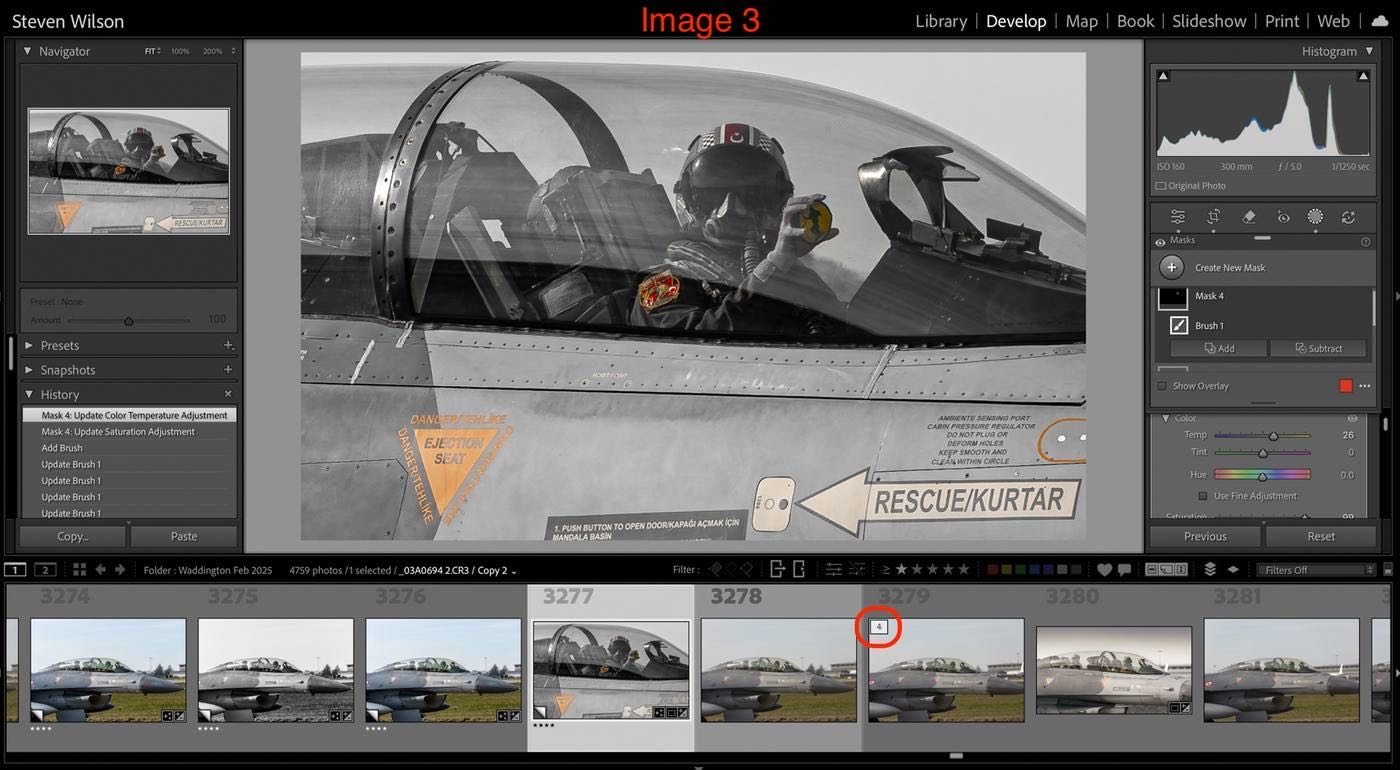 Steven Wilson
Image 3
Library | Develop | Map | Book | Slideshow | Print | Web
Navigator
FIT 100% 200%
Histogram
ISO 160 300 mm ƒ / 5.0 1/1250 sec
Original Photo
Masks
Create New Mask
Mask 4
Brush 1
Add Subtract
Show Overlay
Color
Temp 26
Tint 0
Hue 0.0
Use Fine Adjustment
Saturation 99
Previous Reset
Preset : None
Amount 100
Presets
Snapshots
History
Mask 4: Update Color Temperature Adjustment
Mask 4: Update Saturation Adjustment
Add Brush
Update Brush 1
Update Brush 1
Update Brush 1
Update Brush 1
Copy... Paste
DANGER/TEHLIKE
DANGER/TEHLIKE
EJECTION
SEAT
AMBIENTE SENSING PORT
CABIN PRESSURE REGULATOR
DO NOT PLUG OR
DEFORM HOLES
KEEP SMOOTH AND
CLEAN WITHIN CIRCLE
RESCUE/KURTAR
1. PUSH BUTTON TO OPEN DOOR/KAPAĞI AÇMAK İÇİN
MANDALA BASİN
1 2 Folder : Waddington Feb 2025 4759 photos / 1 selected / _03A0694 2.CR3 / Copy 2 Filter : Filters Off
3274 3275 3276 3277 3278 3279 3280 3281
4